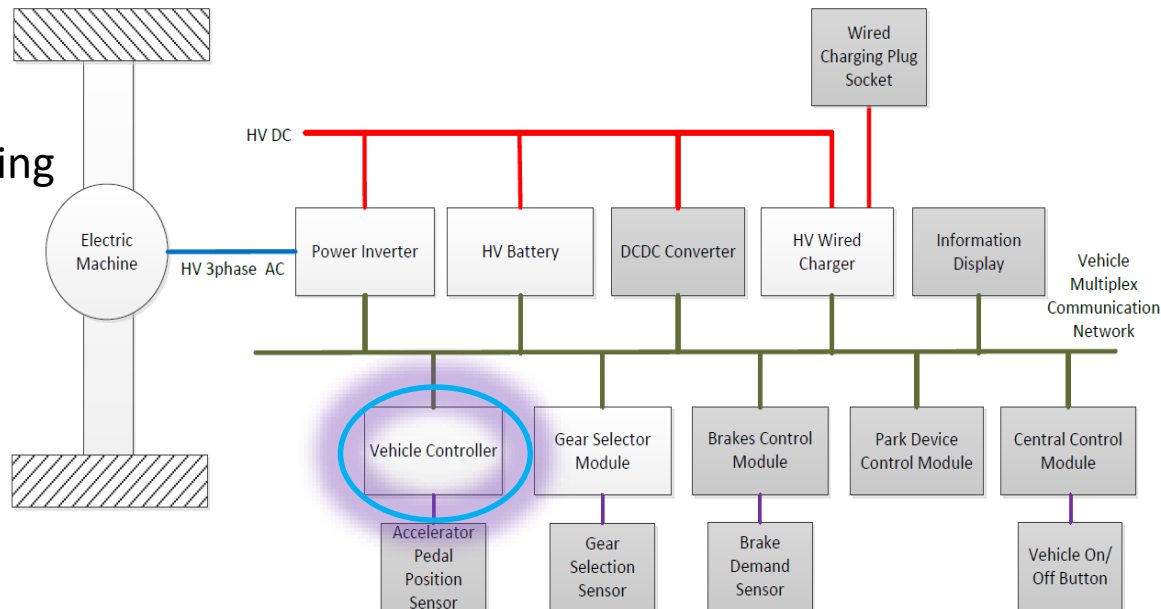 Wired
Charging Plug
Socket
HV DC
ing
Electric
Machine
HV 3phase AC
Power Inverter
HV Battery
DCDC Converter
HV Wired
Charger
Information
Display
Vehicle
Multiplex
Communication
Network
Vehicle Controller
Gear Selector
Module
Brakes Control
Module
Park Device
Control Module
Central Control
Module
Accelerator
Pedal
Position
Sensor
Gear
Selection
Sensor
Brake
Demand
Sensor
Vehicle On/
Off Button